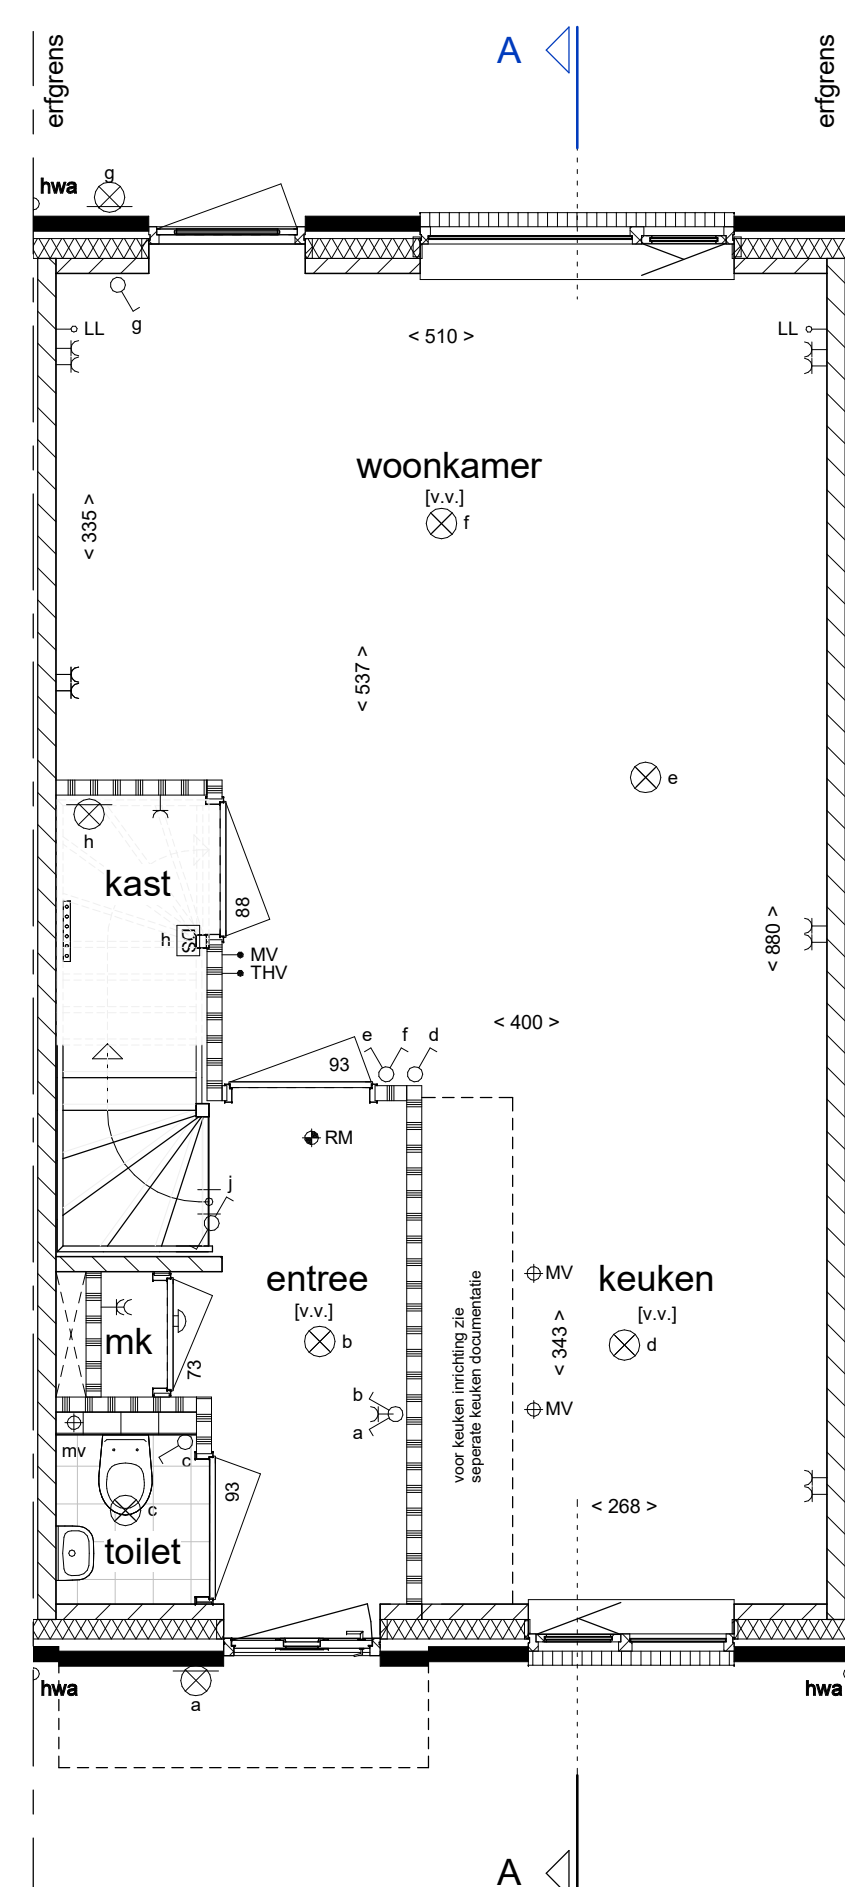 erfgrens
A
erfgrens
g
hwa
g
LL
LL
< 510 >
woonkamer
[v.v.]
f
< 335 >
< 537 >
e
h
kast
88
h
DS
MV
THV
< 880 >
< 400 >
e
f
d
93
RM
j
entree
[v.v.]
b
MV
keuken
[v.v.]
d
< 343 >
mk
73
voor keuken inrichting zie
seperate keuken documentatie
b
a
MV
mv
c
c
93
toilet
< 268 >
hwa
a
hwa
A